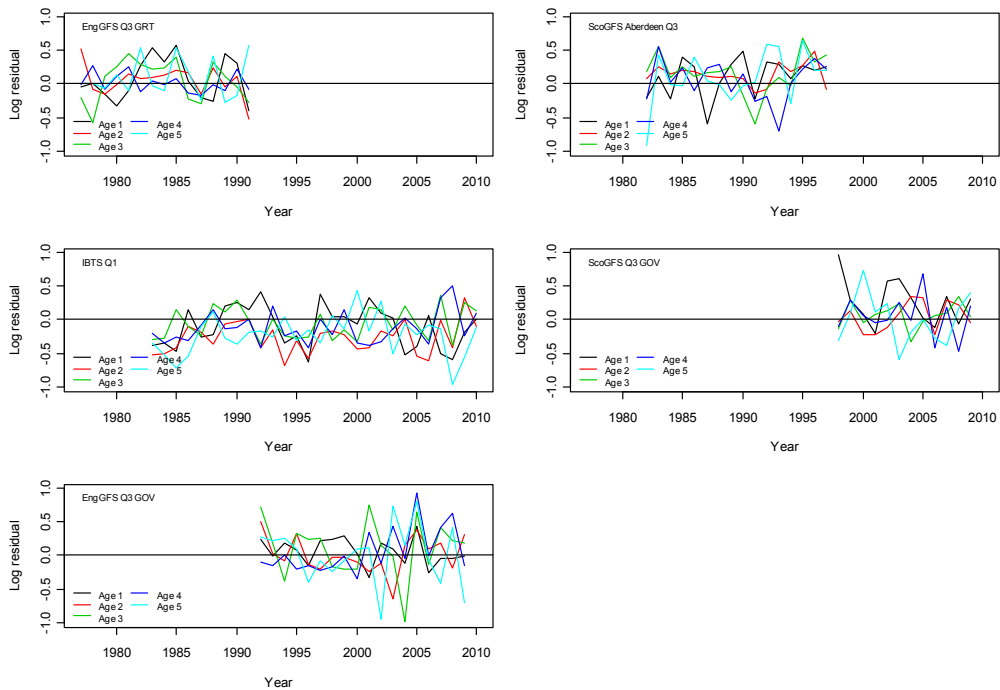 EngGFS Q3 GRT
Log residual
1.0
0.5
0.0
-0.5
-1.0
Age 1
Age 2
Age 3
Age 4
Age 5
1980 1985 1990 1995 2000 2005 2010
Year
ScoGFS Aberdeen Q3
Log residual
1.0
0.5
0.0
-0.5
-1.0
Age 1
Age 2
Age 3
Age 4
Age 5
1980 1985 1990 1995 2000 2005 2010
Year
IBTS Q1
Log residual
1.0
0.5
0.0
-0.5
-1.0
Age 1
Age 2
Age 3
Age 4
Age 5
1980 1985 1990 1995 2000 2005 2010
Year
ScoGFS Q3 GOV
Log residual
1.0
0.5
0.0
-0.5
-1.0
Age 1
Age 2
Age 3
Age 4
Age 5
1980 1985 1990 1995 2000 2005 2010
Year
EngGFS Q3 GOV
Log residual
1.0
0.5
0.0
-0.5
-1.0
Age 1
Age 2
Age 3
Age 4
Age 5
1980 1985 1990 1995 2000 2005 2010
Year